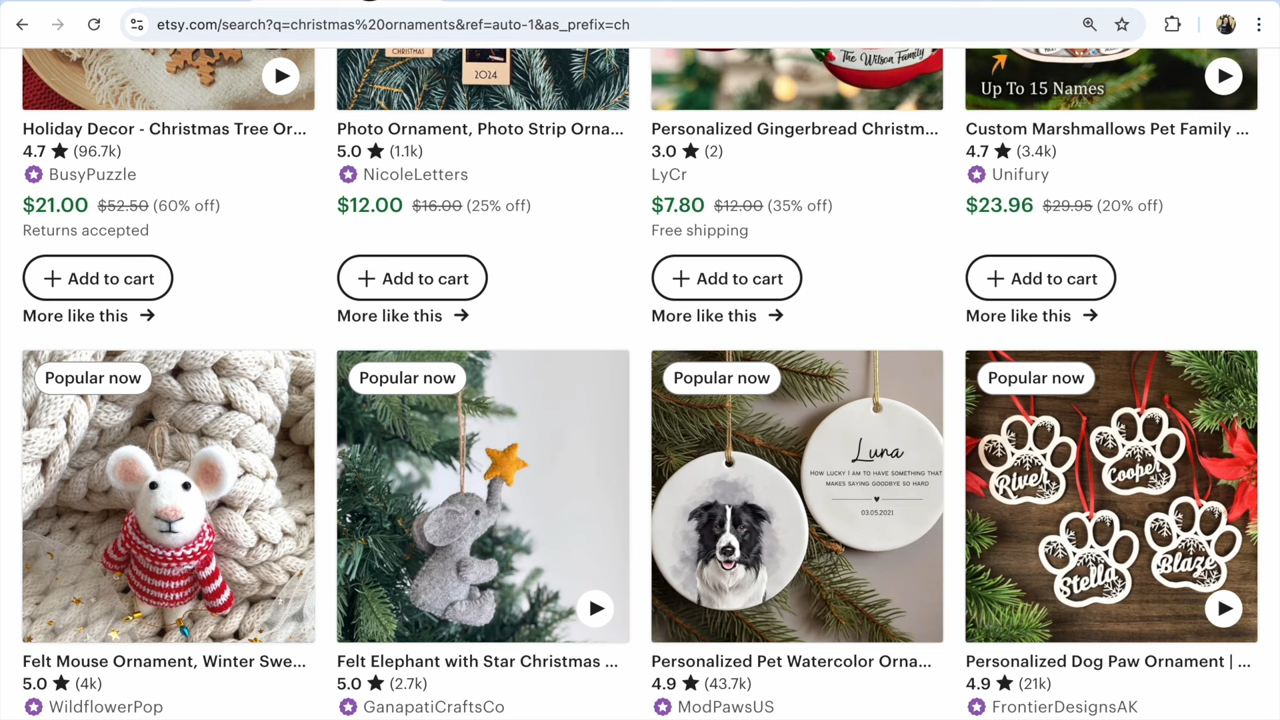 etsy.com/search?q=christmas%20ornaments&ref=auto-1&as_prefix=ch
CHRISTMAS
2024
The Wilson Family
Up To 15 Names
Holiday Decor - Christmas Tree Or...
4.7 ★ (96.7k)
BusyPuzzle
$21.00 $52.50 (60% off)
Returns accepted
+ Add to cart
More like this →
Photo Ornament, Photo Strip Orna...
5.0 ★ (1.1k)
NicoleLetters
$12.00 $16.00 (25% off)
+ Add to cart
More like this →
Personalized Gingerbread Christm...
3.0 ★ (2)
LyCr
$7.80 $12.00 (35% off)
Free shipping
+ Add to cart
More like this →
Custom Marshmallows Pet Family ...
4.7 ★ (3.4k)
Unifury
$23.96 $29.95 (20% off)
+ Add to cart
More like this →
Popular now
Felt Mouse Ornament, Winter Swe...
5.0 ★ (4k)
WildflowerPop
Popular now
Felt Elephant with Star Christmas ...
5.0 ★ (2.7k)
GanapatiCraftsCo
Popular now
Luna
HOW LUCKY I AM TO HAVE SOMETHING THAT
MAKES SAYING GOODBYE SO HARD
03.05.2021
Personalized Pet Watercolor Orna...
4.9 ★ (43.7k)
ModPawsUS
Popular now
River
Cooper
Stella
Blaze
Personalized Dog Paw Ornament | ...
4.9 ★ (21k)
FrontierDesignsAK